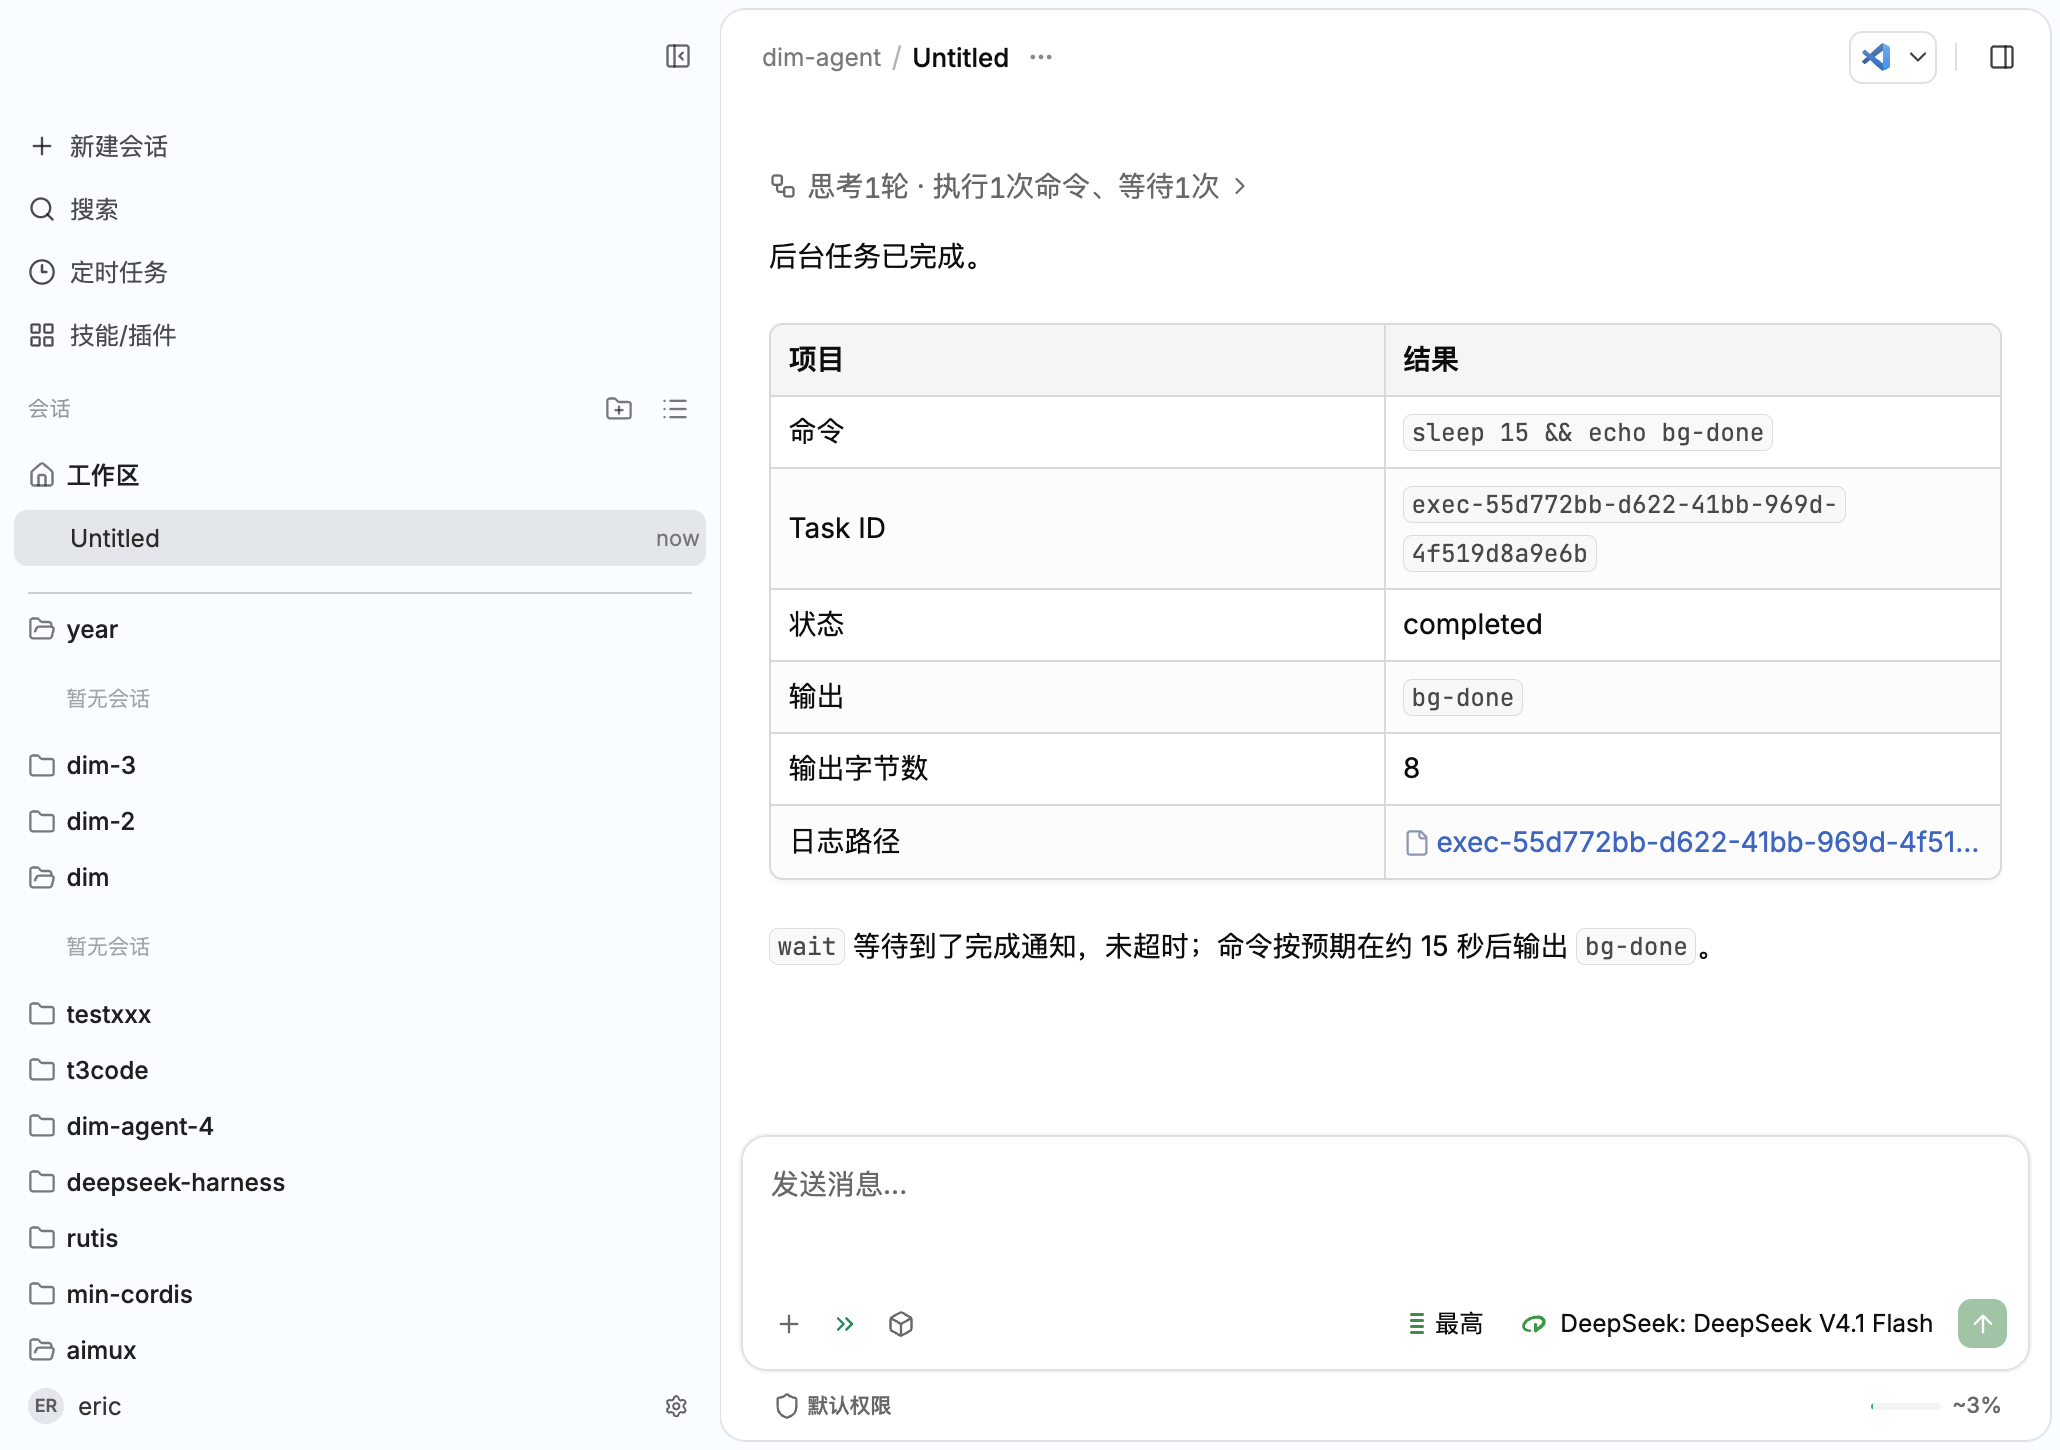 新建会话
搜索
定时任务
技能/插件
会话
工作区
Untitled now
year
暂无会话
dim-3
dim-2
dim
暂无会话
testxxx
t3code
dim-agent-4
deepseek-harness
rutis
min-cordis
aimux
ER eric
dim-agent / Untitled ···
思考1轮 · 执行1次命令、等待1次
后台任务已完成。
项目 结果
命令 sleep 15 && echo bg-done
Task ID exec-55d772bb-d622-41bb-969d-
4f519d8a9e6b
状态 completed
输出 bg-done
输出字节数 8
日志路径 exec-55d772bb-d622-41bb-969d-4f51...
wait 等待到了完成通知，未超时；命令按预期在约 15 秒后输出 bg-done。
发送消息...
最高 DeepSeek: DeepSeek V4.1 Flash
默认权限 ~3%